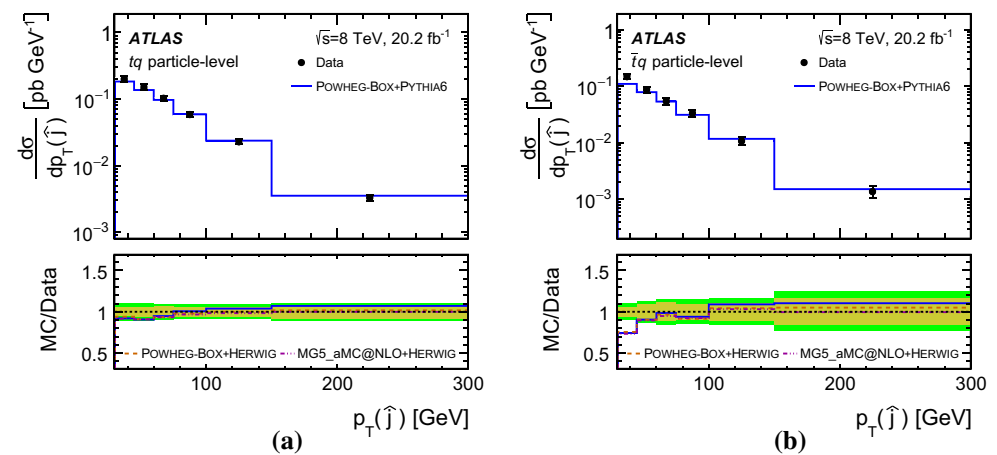 ATLAS
√s=8 TeV, 20.2 fb⁻¹
tq particle-level
Data
POWHEG-BOX+PYTHIA6
dσ/dp_T(ĵ) [pb GeV⁻¹]
1
10⁻¹
10⁻²
10⁻³
MC/Data
1.5
1
0.5
POWHEG-BOX+HERWIG
MG5_aMC@NLO+HERWIG
100
200
300
p_T(ĵ) [GeV]
(a)
ATLAS
√s=8 TeV, 20.2 fb⁻¹
t̄q particle-level
Data
POWHEG-BOX+PYTHIA6
dσ/dp_T(ĵ) [pb GeV⁻¹]
1
10⁻¹
10⁻²
10⁻³
MC/Data
1.5
1
0.5
POWHEG-BOX+HERWIG
MG5_aMC@NLO+HERWIG
100
200
300
p_T(ĵ) [GeV]
(b)